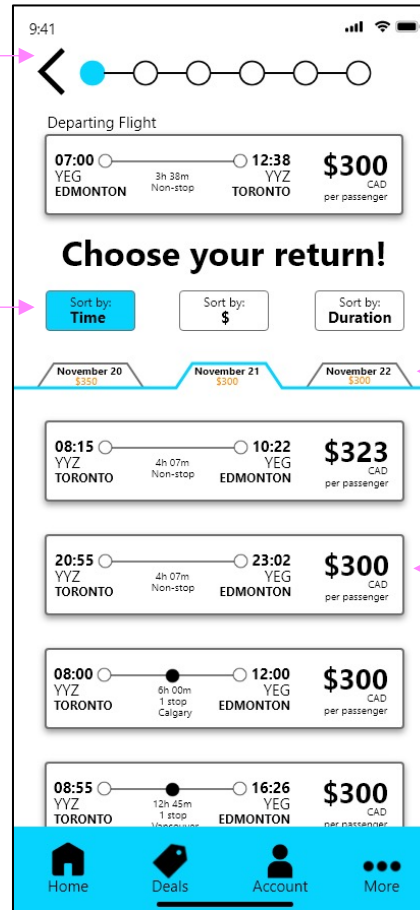 9:41
Departing Flight
07:00 12:38
YEG 3h 38m YYZ
EDMONTON Non-stop TORONTO
$300
CAD
per passenger
Choose your return!
Sort by: Sort by: Sort by:
Time $ Duration
November 20 November 21 November 22
$350 $300 $300
08:15 10:22
YYZ 4h 07m YEG
TORONTO Non-stop EDMONTON
$323
CAD
per passenger
20:55 23:02
YYZ 4h 07m YEG
TORONTO Non-stop EDMONTON
$300
CAD
per passenger
08:00 12:00
YYZ 6h 00m YEG
TORONTO 1 stop EDMONTON
Calgary
$300
CAD
per passenger
08:55 16:26
YYZ 12h 45m YEG
TORONTO 1 stop EDMONTON
Vancouver
$300
CAD
per passenger
Home Deals Account More